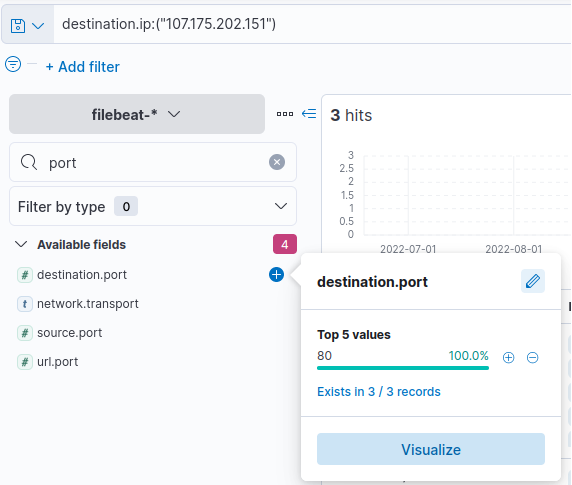 destination.ip:("107.175.202.151")
+ Add filter
filebeat-*
3 hits
port
Filter by type 0
Available fields 4
# destination.port
t network.transport
# source.port
# url.port
3
2.5
2
1.5
1
0.5
0
2022-07-01 2022-08-01
destination.port
Top 5 values
80 100.0%
Exists in 3 / 3 records
Visualize